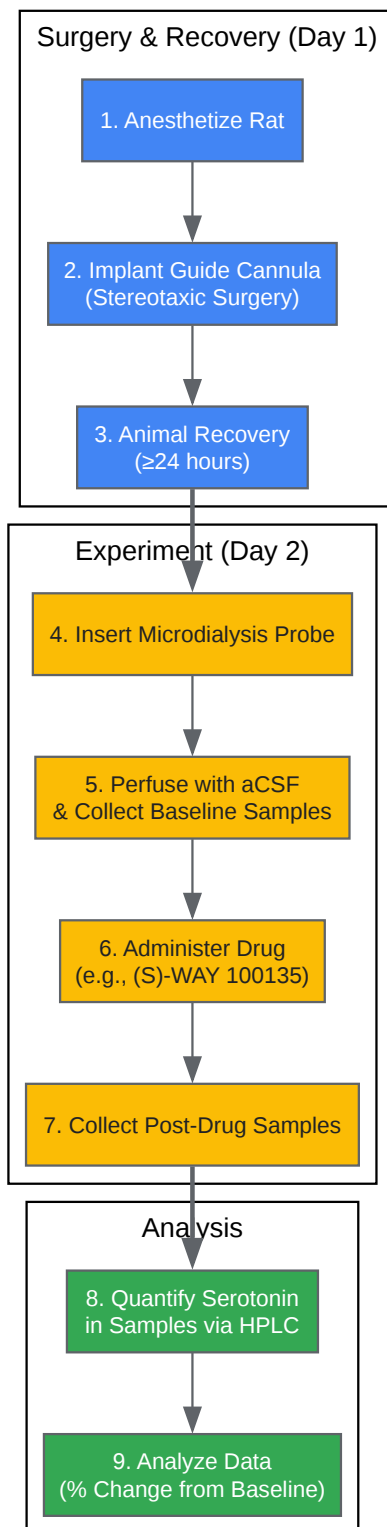 Surgery & Recovery (Day 1)
1. Anesthetize Rat
2. Implant Guide Cannula
(Stereotaxic Surgery)
3. Animal Recovery
(≥24 hours)
Experiment (Day 2)
4. Insert Microdialysis Probe
5. Perfuse with aCSF
& Collect Baseline Samples
6. Administer Drug
(e.g., (S)-WAY 100135)
7. Collect Post-Drug Samples
Analysis
8. Quantify Serotonin
in Samples via HPLC
9. Analyze Data
(% Change from Baseline)